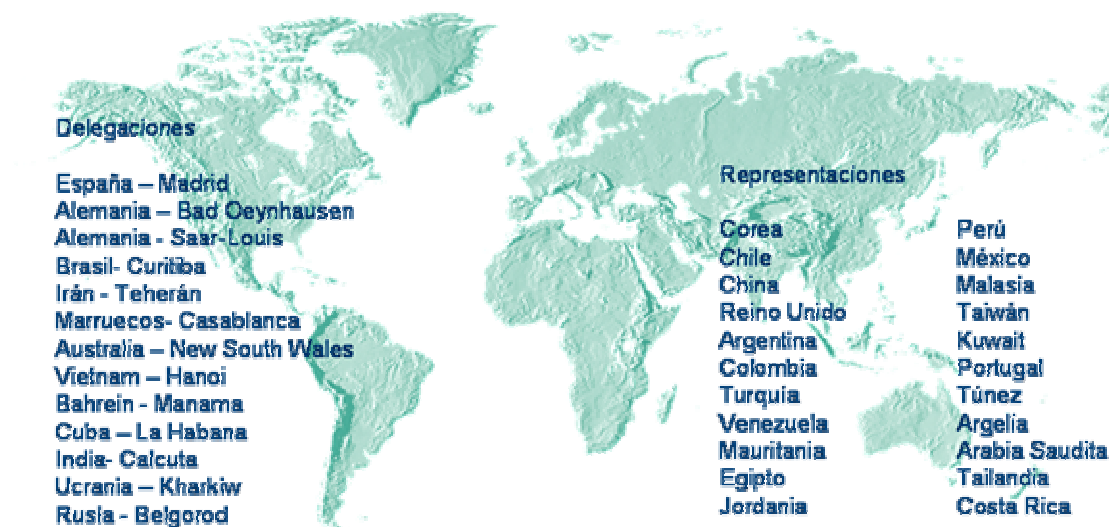 Delegaciones
España – Madrid
Alemania – Bad Oeynhausen
Alemania - Saar-Louis
Brasil- Curitiba
Irán - Teherán
Marruecos- Casablanca
Australia – New South Wales
Vietnam – Hanoi
Bahrein - Manama
Cuba – La Habana
India- Calcuta
Ucrania – Kharkiw
Rusia - Belgorod
Representaciones
Corea
Chile
China
Reino Unido
Argentina
Colombia
Turquía
Venezuela
Mauritania
Egipto
Jordania
Perú
México
Malasia
Taiwán
Kuwait
Portugal
Túnez
Argelia
Arabia Saudita
Tailandia
Costa Rica